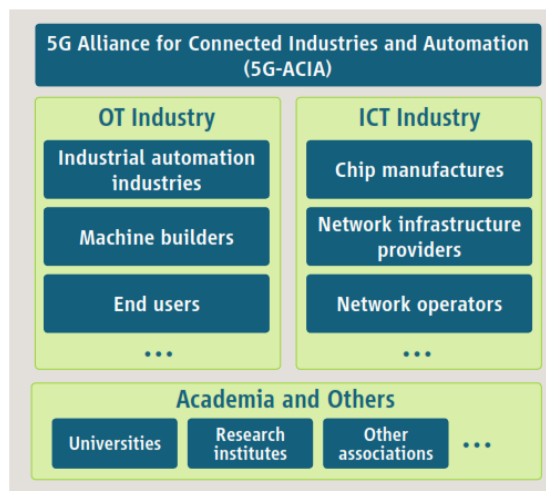 5G Alliance for Connected Industries and Automation
(5G-ACIA)
OT Industry
Industrial automation
industries
Machine builders
End users
...
ICT Industry
Chip manufactures
Network infrastructure
providers
Network operators
...
Academia and Others
Universities
Research
institutes
Other
associations
...